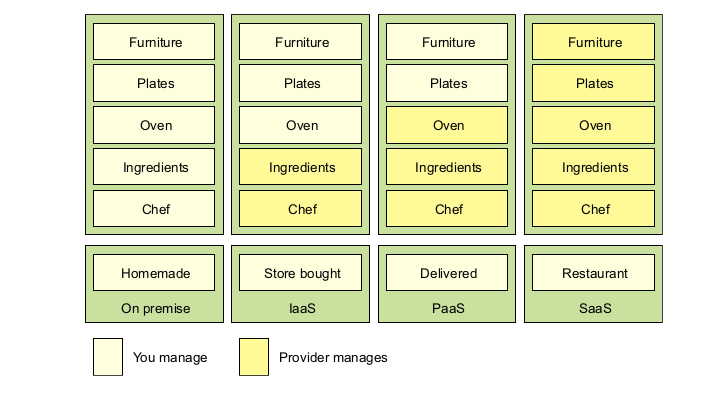 Furniture Furniture Furniture Furniture
Plates Plates Plates Plates
Oven Oven Oven Oven
Ingredients Ingredients Ingredients Ingredients
Chef Chef Chef Chef
Homemade Store bought Delivered Restaurant
On premise IaaS PaaS SaaS
You manage Provider manages